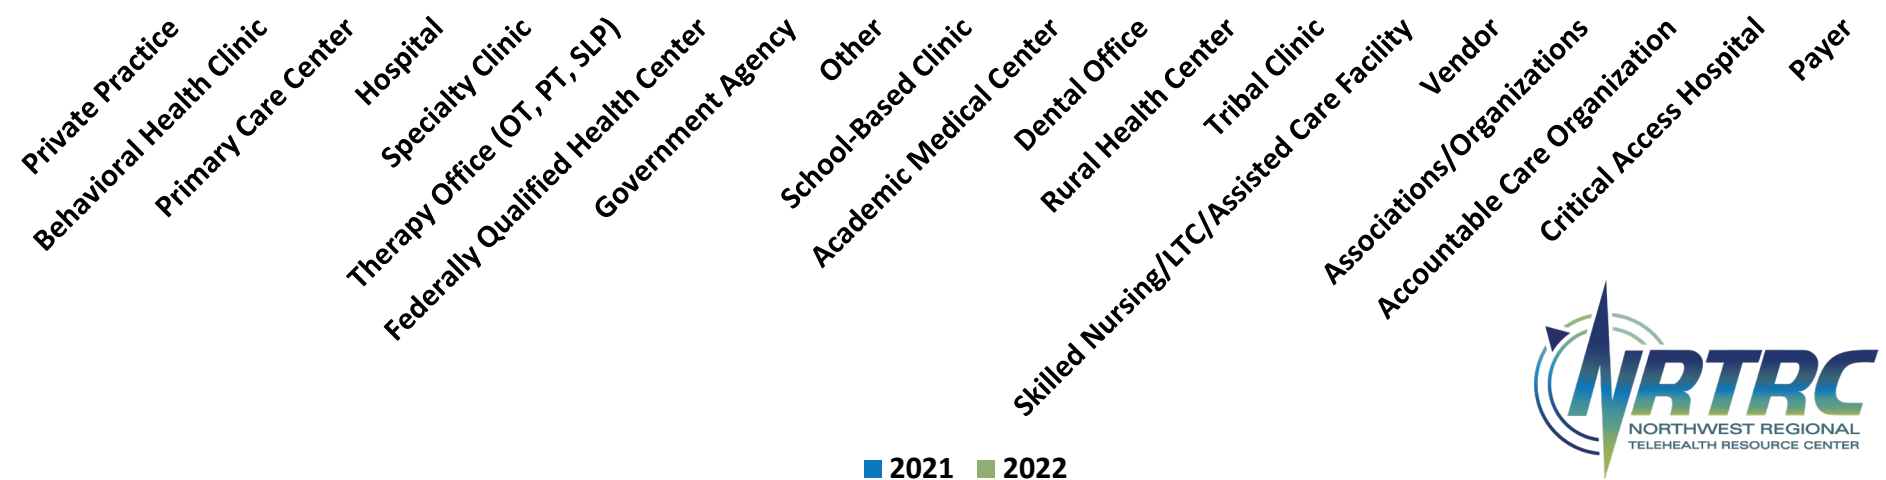 Private Practice
Behavioral Health Clinic
Primary Care Center
Hospital
Specialty Clinic
Therapy Office (OT, PT, SLP)
Federally Qualified Health Center
Government Agency
Other
School-Based Clinic
Academic Medical Center
Dental Office
Rural Health Center
Tribal Clinic
Skilled Nursing/LTC/Assisted Care Facility
Vendor
Associations/Organizations
Accountable Care Organization
Critical Access Hospital
Payer
NRTRC
NORTHWEST REGIONAL
TELEHEALTH RESOURCE CENTER
2021 2022